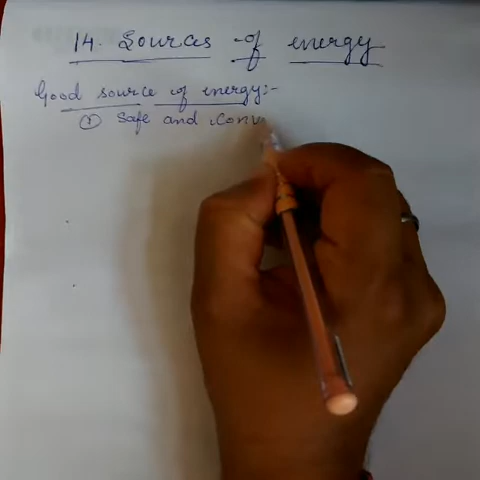 14. Sources of energy
Good source of energy:-
① Safe and Conv